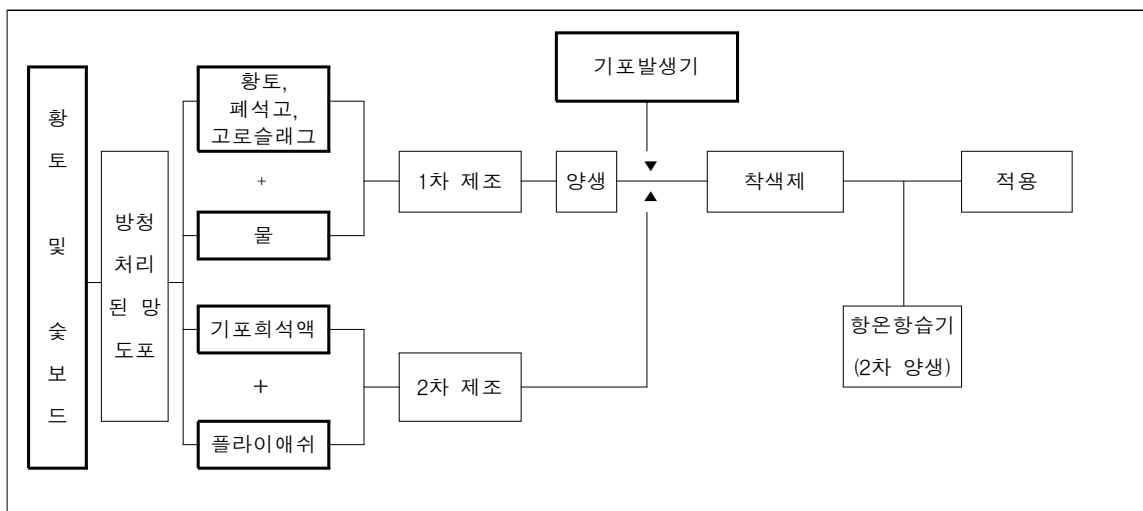 황
토
및
숯
보
드
방청
처리
된 망
도포
황토,
폐석고,
고로슬래그
+
물
기포희석액
+
플라이애쉬
1차 제조
2차 제조
양생
기포발생기
▼
▲
착색제
항온항습기
(2차 양생)
적용